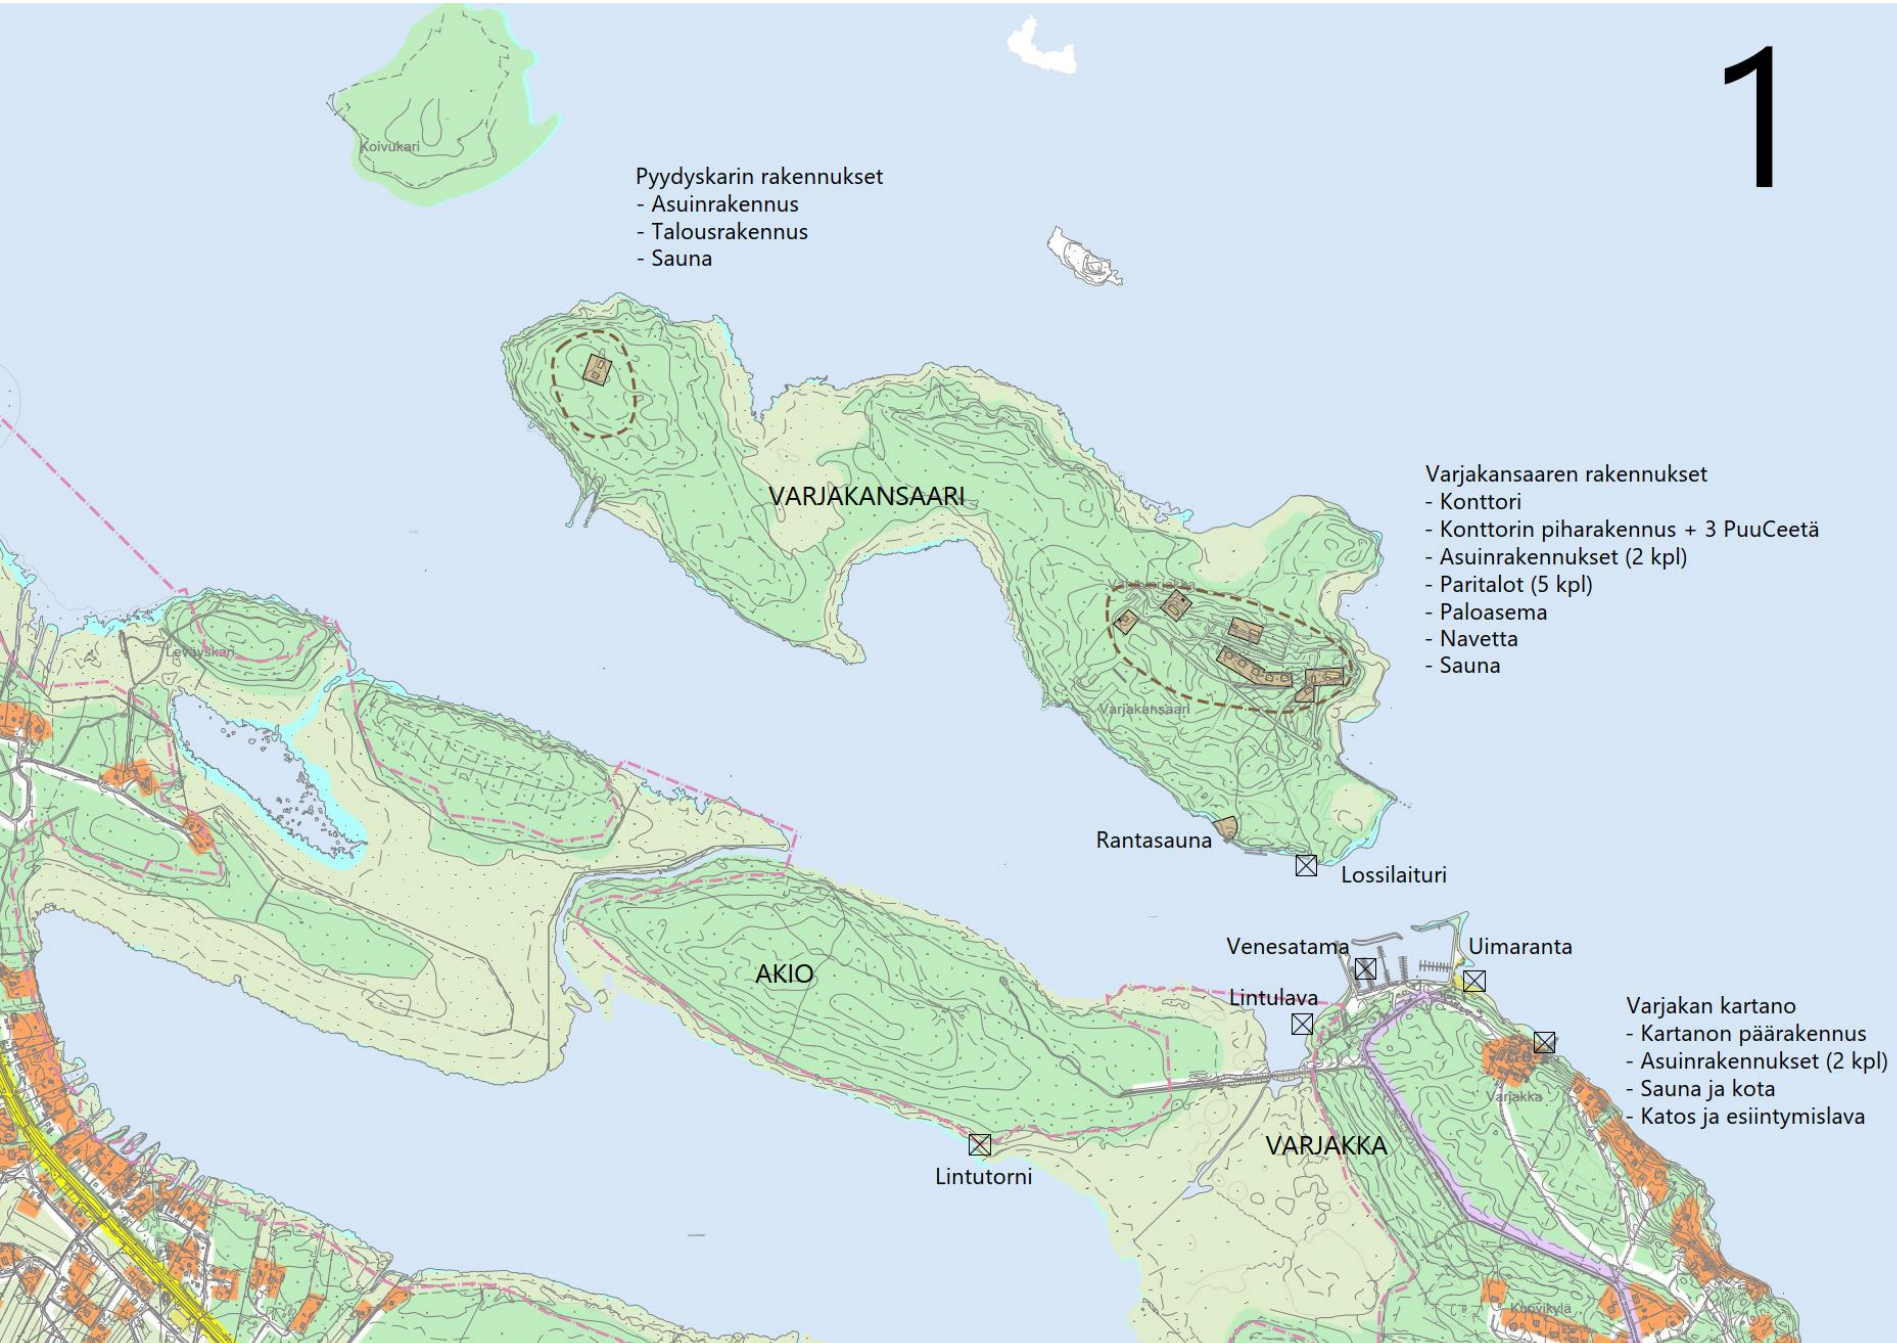 1
Koivukari
Pyydyskarin rakennukset
- Asuinrakennus
- Talousrakennus
- Sauna
VARJAKANSAARI
Varjakansaaren rakennukset
- Konttori
- Konttorin piharakennus + 3 PuuCeetä
- Asuinrakennukset (2 kpl)
- Paritalot (5 kpl)
- Paloasema
- Navetta
- Sauna
Leväyskari
Varjakansaari
Rantasauna
Lossilaituri
Venesatama
Uimaranta
AKIO
Lintulava
Varjakan kartano
- Kartanon päärakennus
- Asuinrakennukset (2 kpl)
- Sauna ja kota
- Katos ja esiintymislava
Varjakka
VARJAKKA
Lintutorni
Kuovikylä